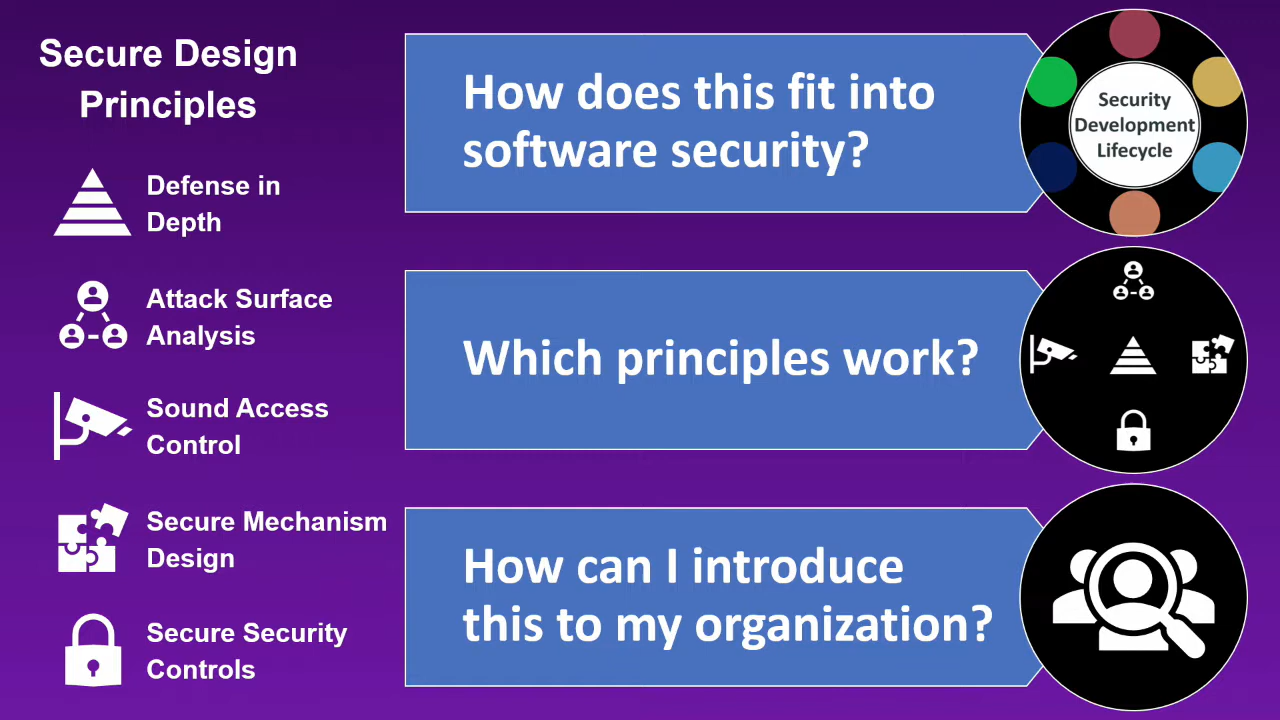 Secure Design
Principles
Defense in
Depth
Attack Surface
Analysis
Sound Access
Control
Secure Mechanism
Design
Secure Security
Controls
How does this fit into
software security?
Security
Development
Lifecycle
Which principles work?
How can I introduce
this to my organization?